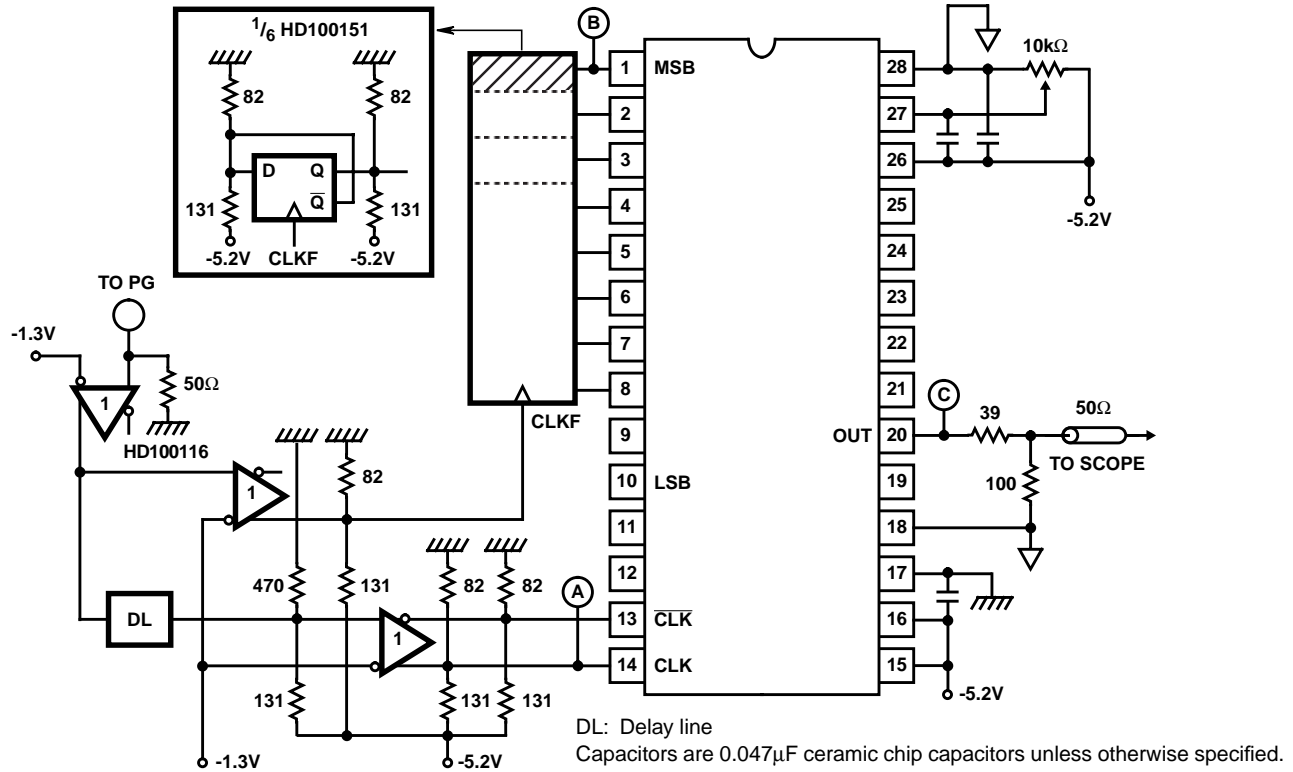 1/6 HD100151
82
82
D
Q
Q̅
131
131
-5.2V
CLKF
-5.2V
B
1
MSB
2
3
4
5
6
7
8
9
10
LSB
11
12
13
C̅L̅K̅
14
CLK
28
27
26
25
24
23
22
21
20
OUT
19
18
17
16
15
10kΩ
-5.2V
TO PG
-1.3V
50Ω
1
HD100116
CLKF
1
82
470
131
82
82
A
DL
1
131
131
131
-1.3V
-5.2V
C
39
50Ω
TO SCOPE
100
-5.2V
DL: Delay line
Capacitors are 0.047μF ceramic chip capacitors unless otherwise specified.